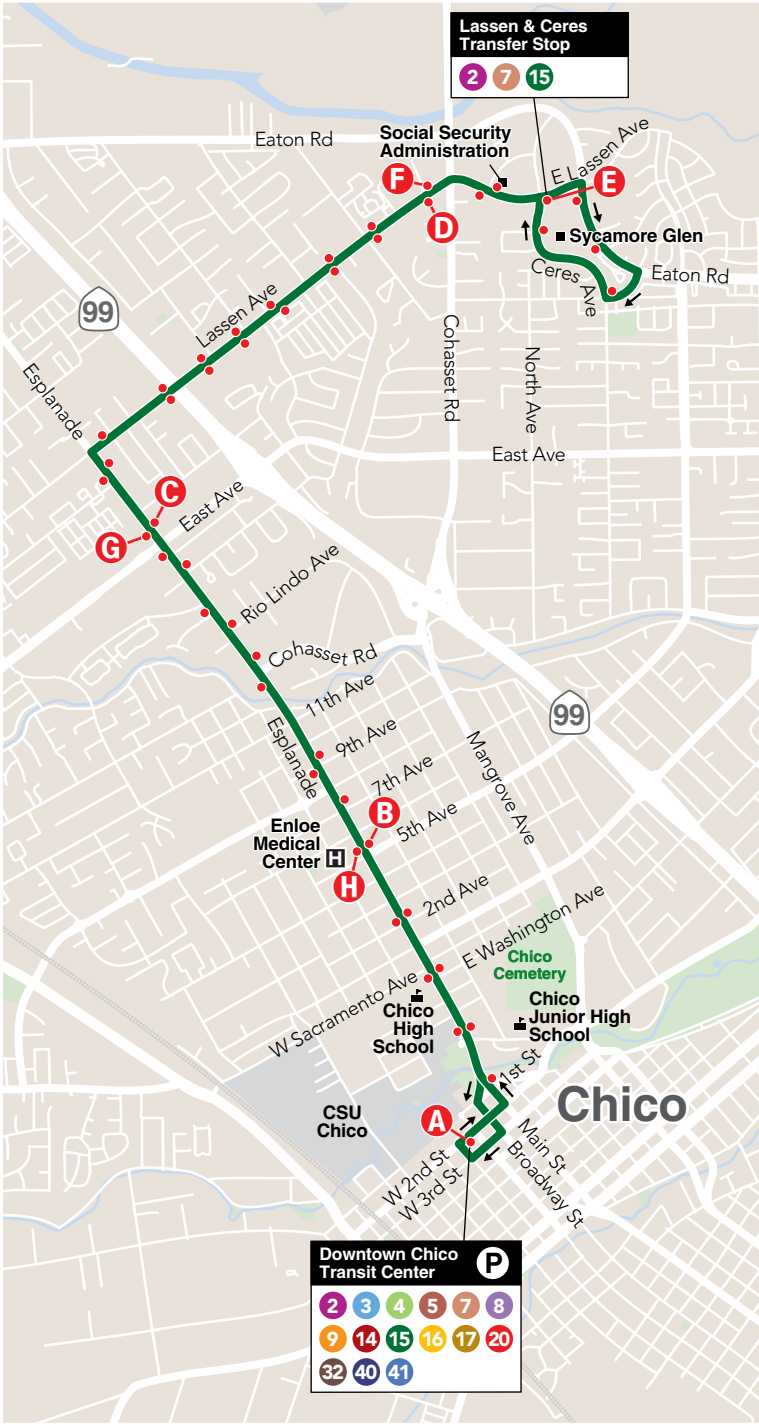 Lassen & Ceres
Transfer Stop
2 7 15
Eaton Rd
Social Security
Administration
E Lassen Ave
F
E
D
Sycamore Glen
Ceres Ave
Eaton Rd
99
Lassen Ave
Cohasset Rd
North Ave
Esplanade
East Ave
C
East Ave
G
Rio Lindo Ave
Cohasset Rd
11th Ave
99
Esplanade
9th Ave
Mangrove Ave
7th Ave
B
5th Ave
Enloe
Medical
Center H
H
2nd Ave
E Washington Ave
Chico
Cemetery
W Sacramento Ave
Chico
High
School
Chico
Junior High
School
1st St
Chico
CSU
Chico
A
Main St
Broadway St
W 2nd St
W 3rd St
Downtown Chico
Transit Center P
2 3 4 5 7 8
9 14 15 16 17 20
32 40 41